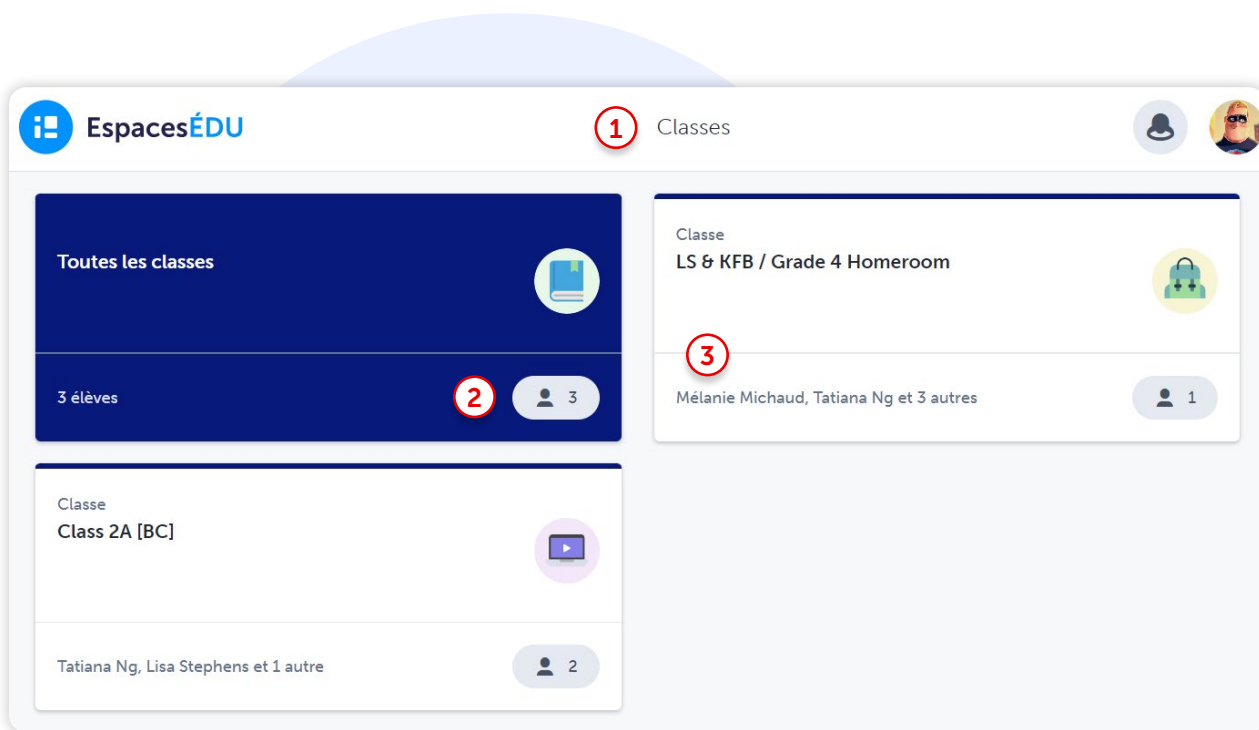 EspacesÉDU
1 Classes
Toutes les classes
3 élèves
2 3
Classe
LS & KFB / Grade 4 Homeroom
3
Mélanie Michaud, Tatiana Ng et 3 autres
1
Classe
Class 2A [BC]
Tatiana Ng, Lisa Stephens et 1 autre
2